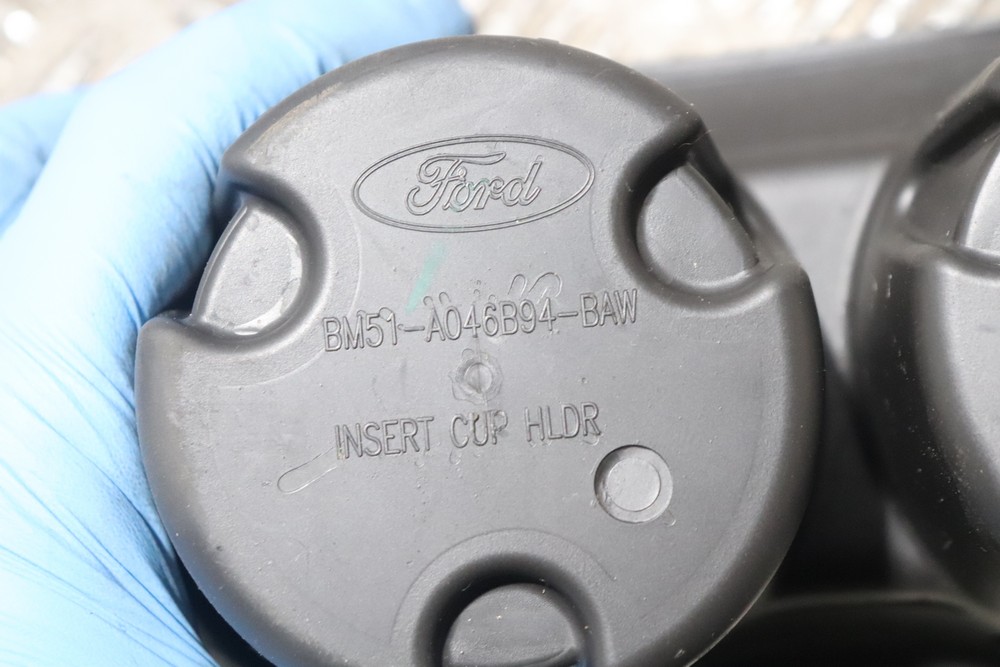 Ford
BM51-A046B94-BAW
INSERT CUP HLDR